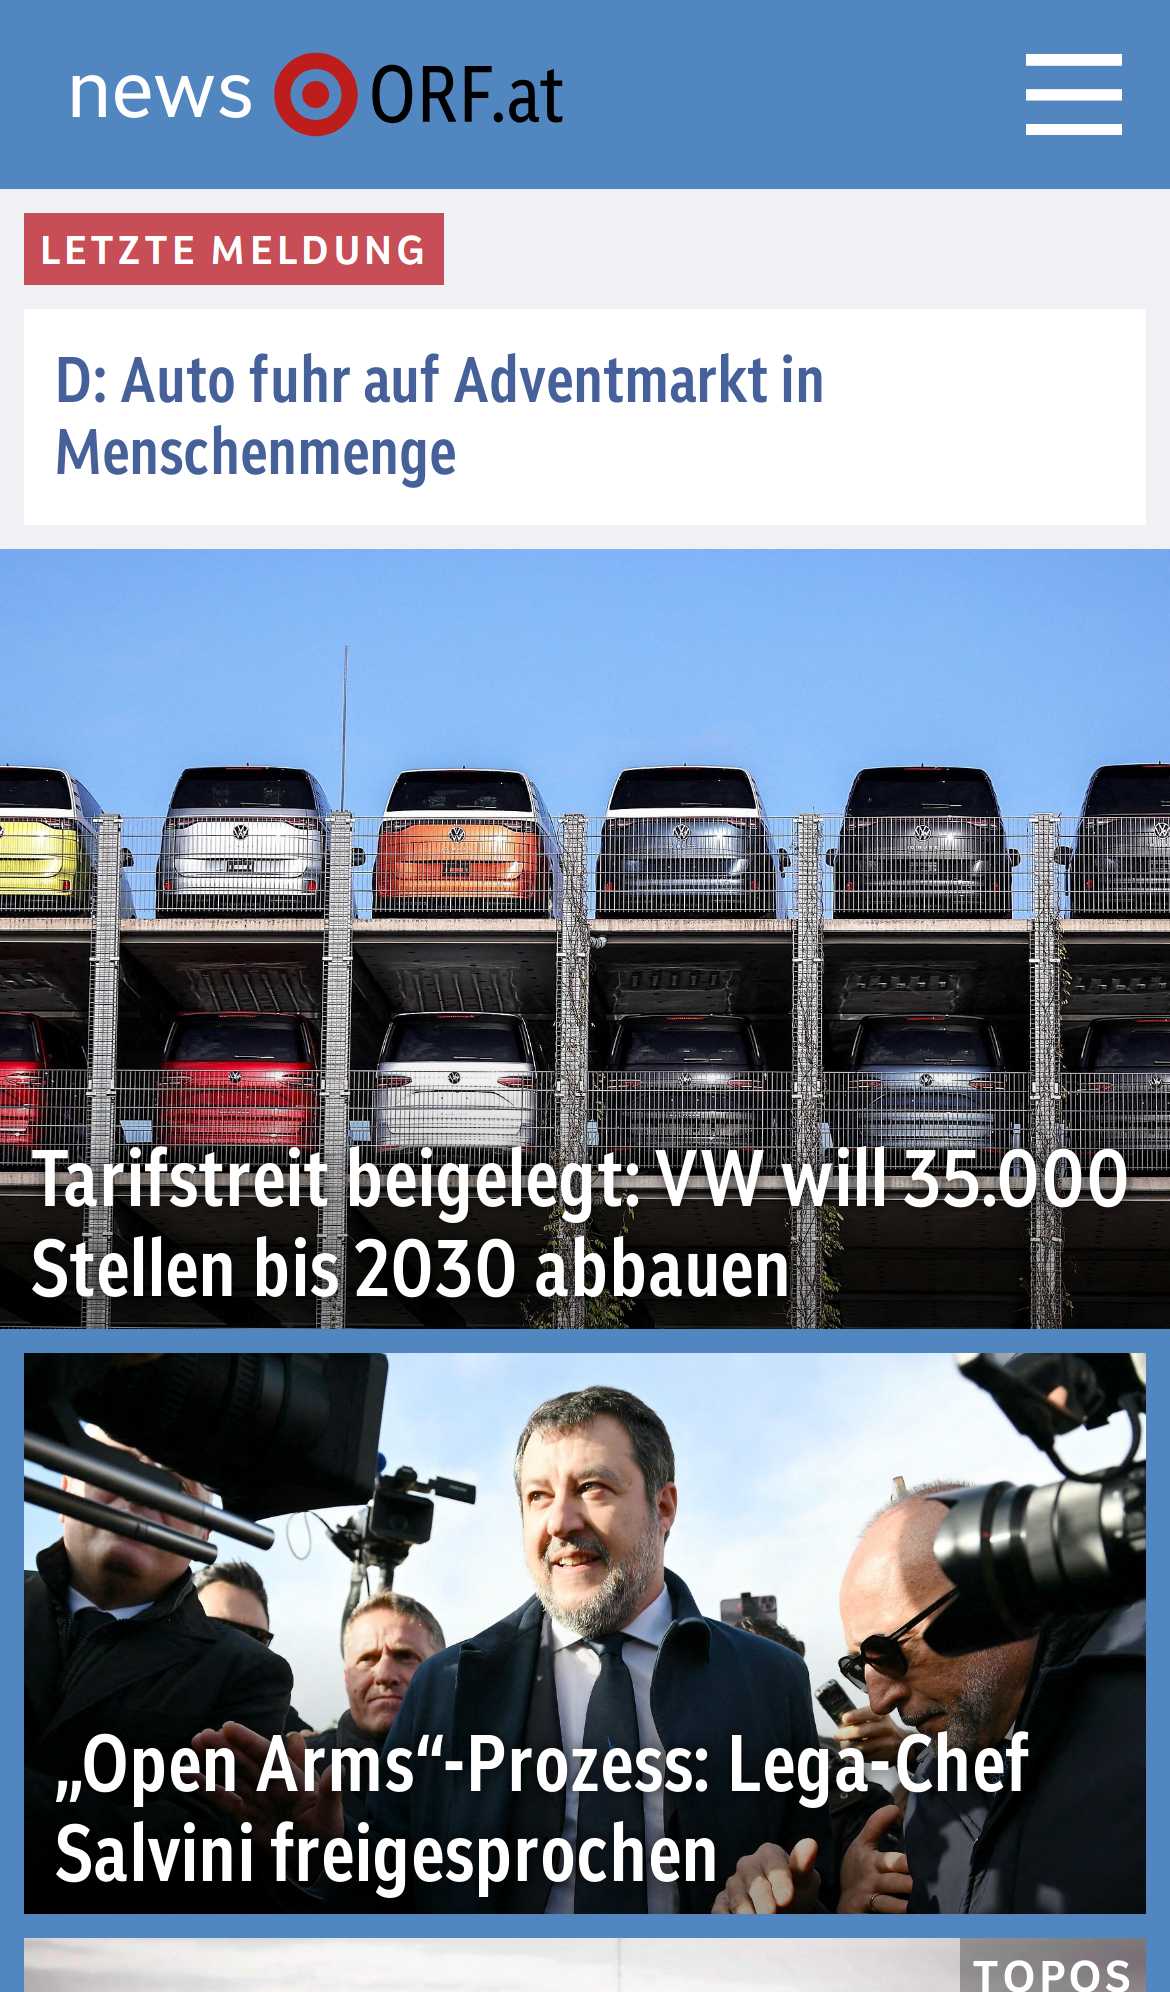 news ORF.at
LETZTE MELDUNG
D: Auto fuhr auf Adventmarkt in
Menschenmenge
Tarifstreit beigelegt: VW will 35.000
Stellen bis 2030 abbauen
„Open Arms“-Prozess: Lega-Chef
Salvini freigesprochen
TOPOS